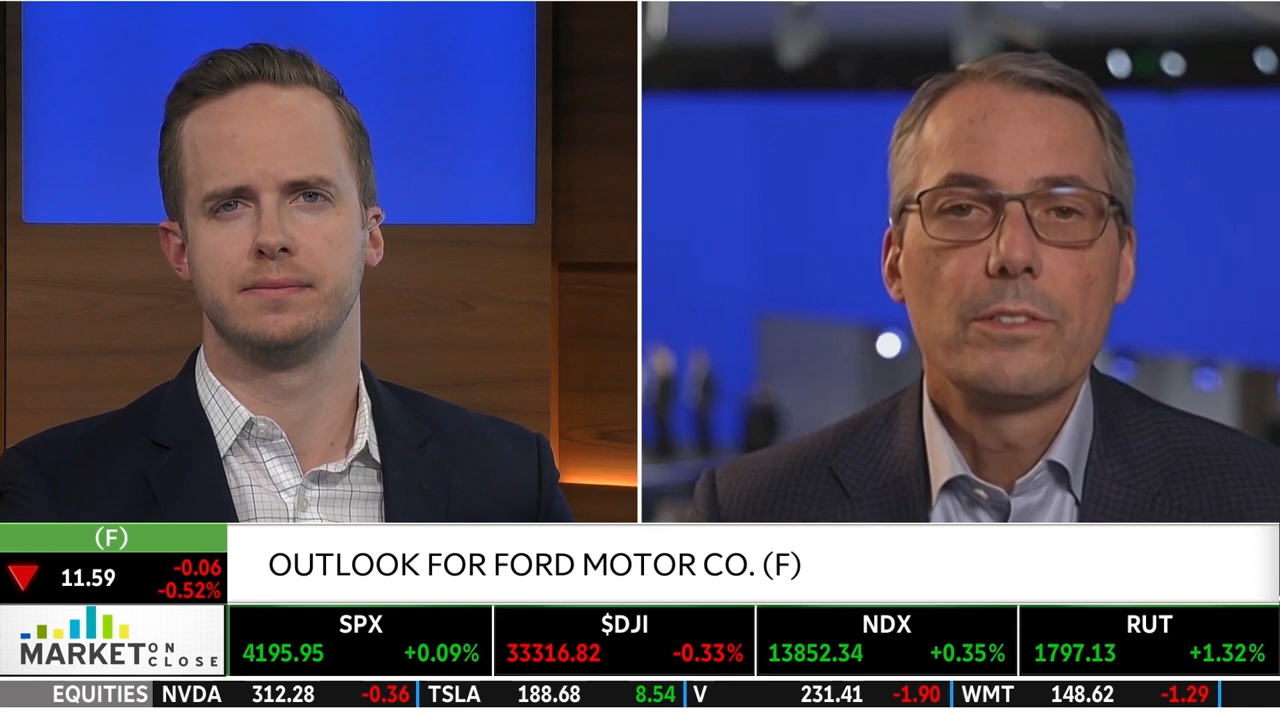 (F)
11.59
-0.06
-0.52%
OUTLOOK FOR FORD MOTOR CO. (F)
MARKET ON CLOSE
SPX
4195.95 +0.09%
$DJI
33316.82 -0.33%
NDX
13852.34 +0.35%
RUT
1797.13 +1.32%
EQUITIES NVDA 312.28 -0.36 TSLA 188.68 8.54 V 231.41 -1.90 WMT 148.62 -1.29